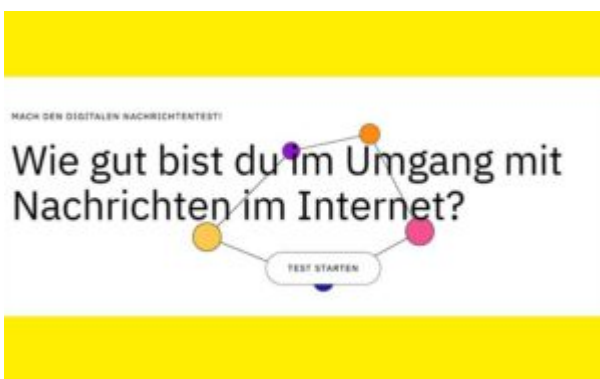 MACH DEN DIGITALEN NACHRICHTENTEST!
Wie gut bist du im Umgang mit
Nachrichten im Internet?
TEST STARTEN